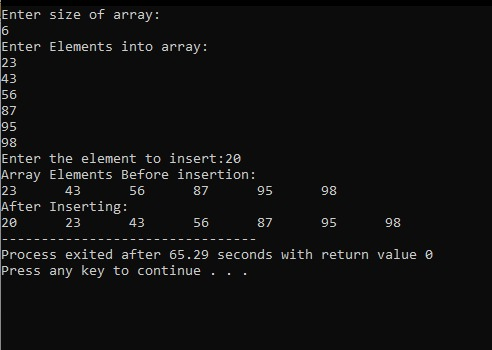 Enter size of array:
6
Enter Elements into array:
23
43
56
87
95
98
Enter the element to insert:20
Array Elements Before insertion:
23 43 56 87 95 98
After Inserting:
20 23 43 56 87 95 98
--------------------------------
Process exited after 65.29 seconds with return value 0
Press any key to continue . . .